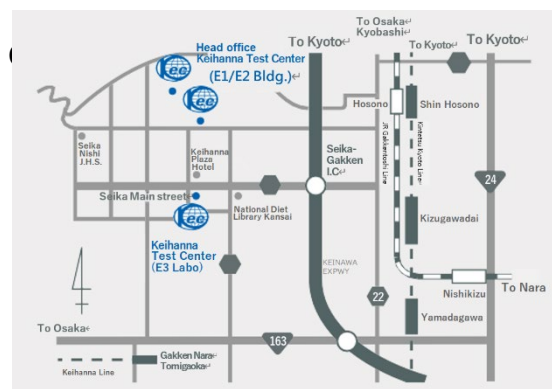 To Osaka
Kyobashi
Head office
Keihanna Test Center
(E1/E2 Bldg.)
To Kyoto
To Kyoto
To Kyoto
Kec
Kec
Hosono
Shin Hosono
JR Gakkentoshi Line
Kintetsu Kyoto Line
Seika
Nishi
J.H.S.
Keihanna
Plaza
Hotel
Seika-
Gakken
I.C
24
Seika Main street
National Diet
Library Kansai
Kec
Kizugawadai
Keihanna
Test Center
(E3 Labo)
KEINAWA
EXPWY
22
Nishikizu
To Nara
Yamadagawa
To Osaka
163
Gakken Nara
Tomigaoka
Keihanna Line